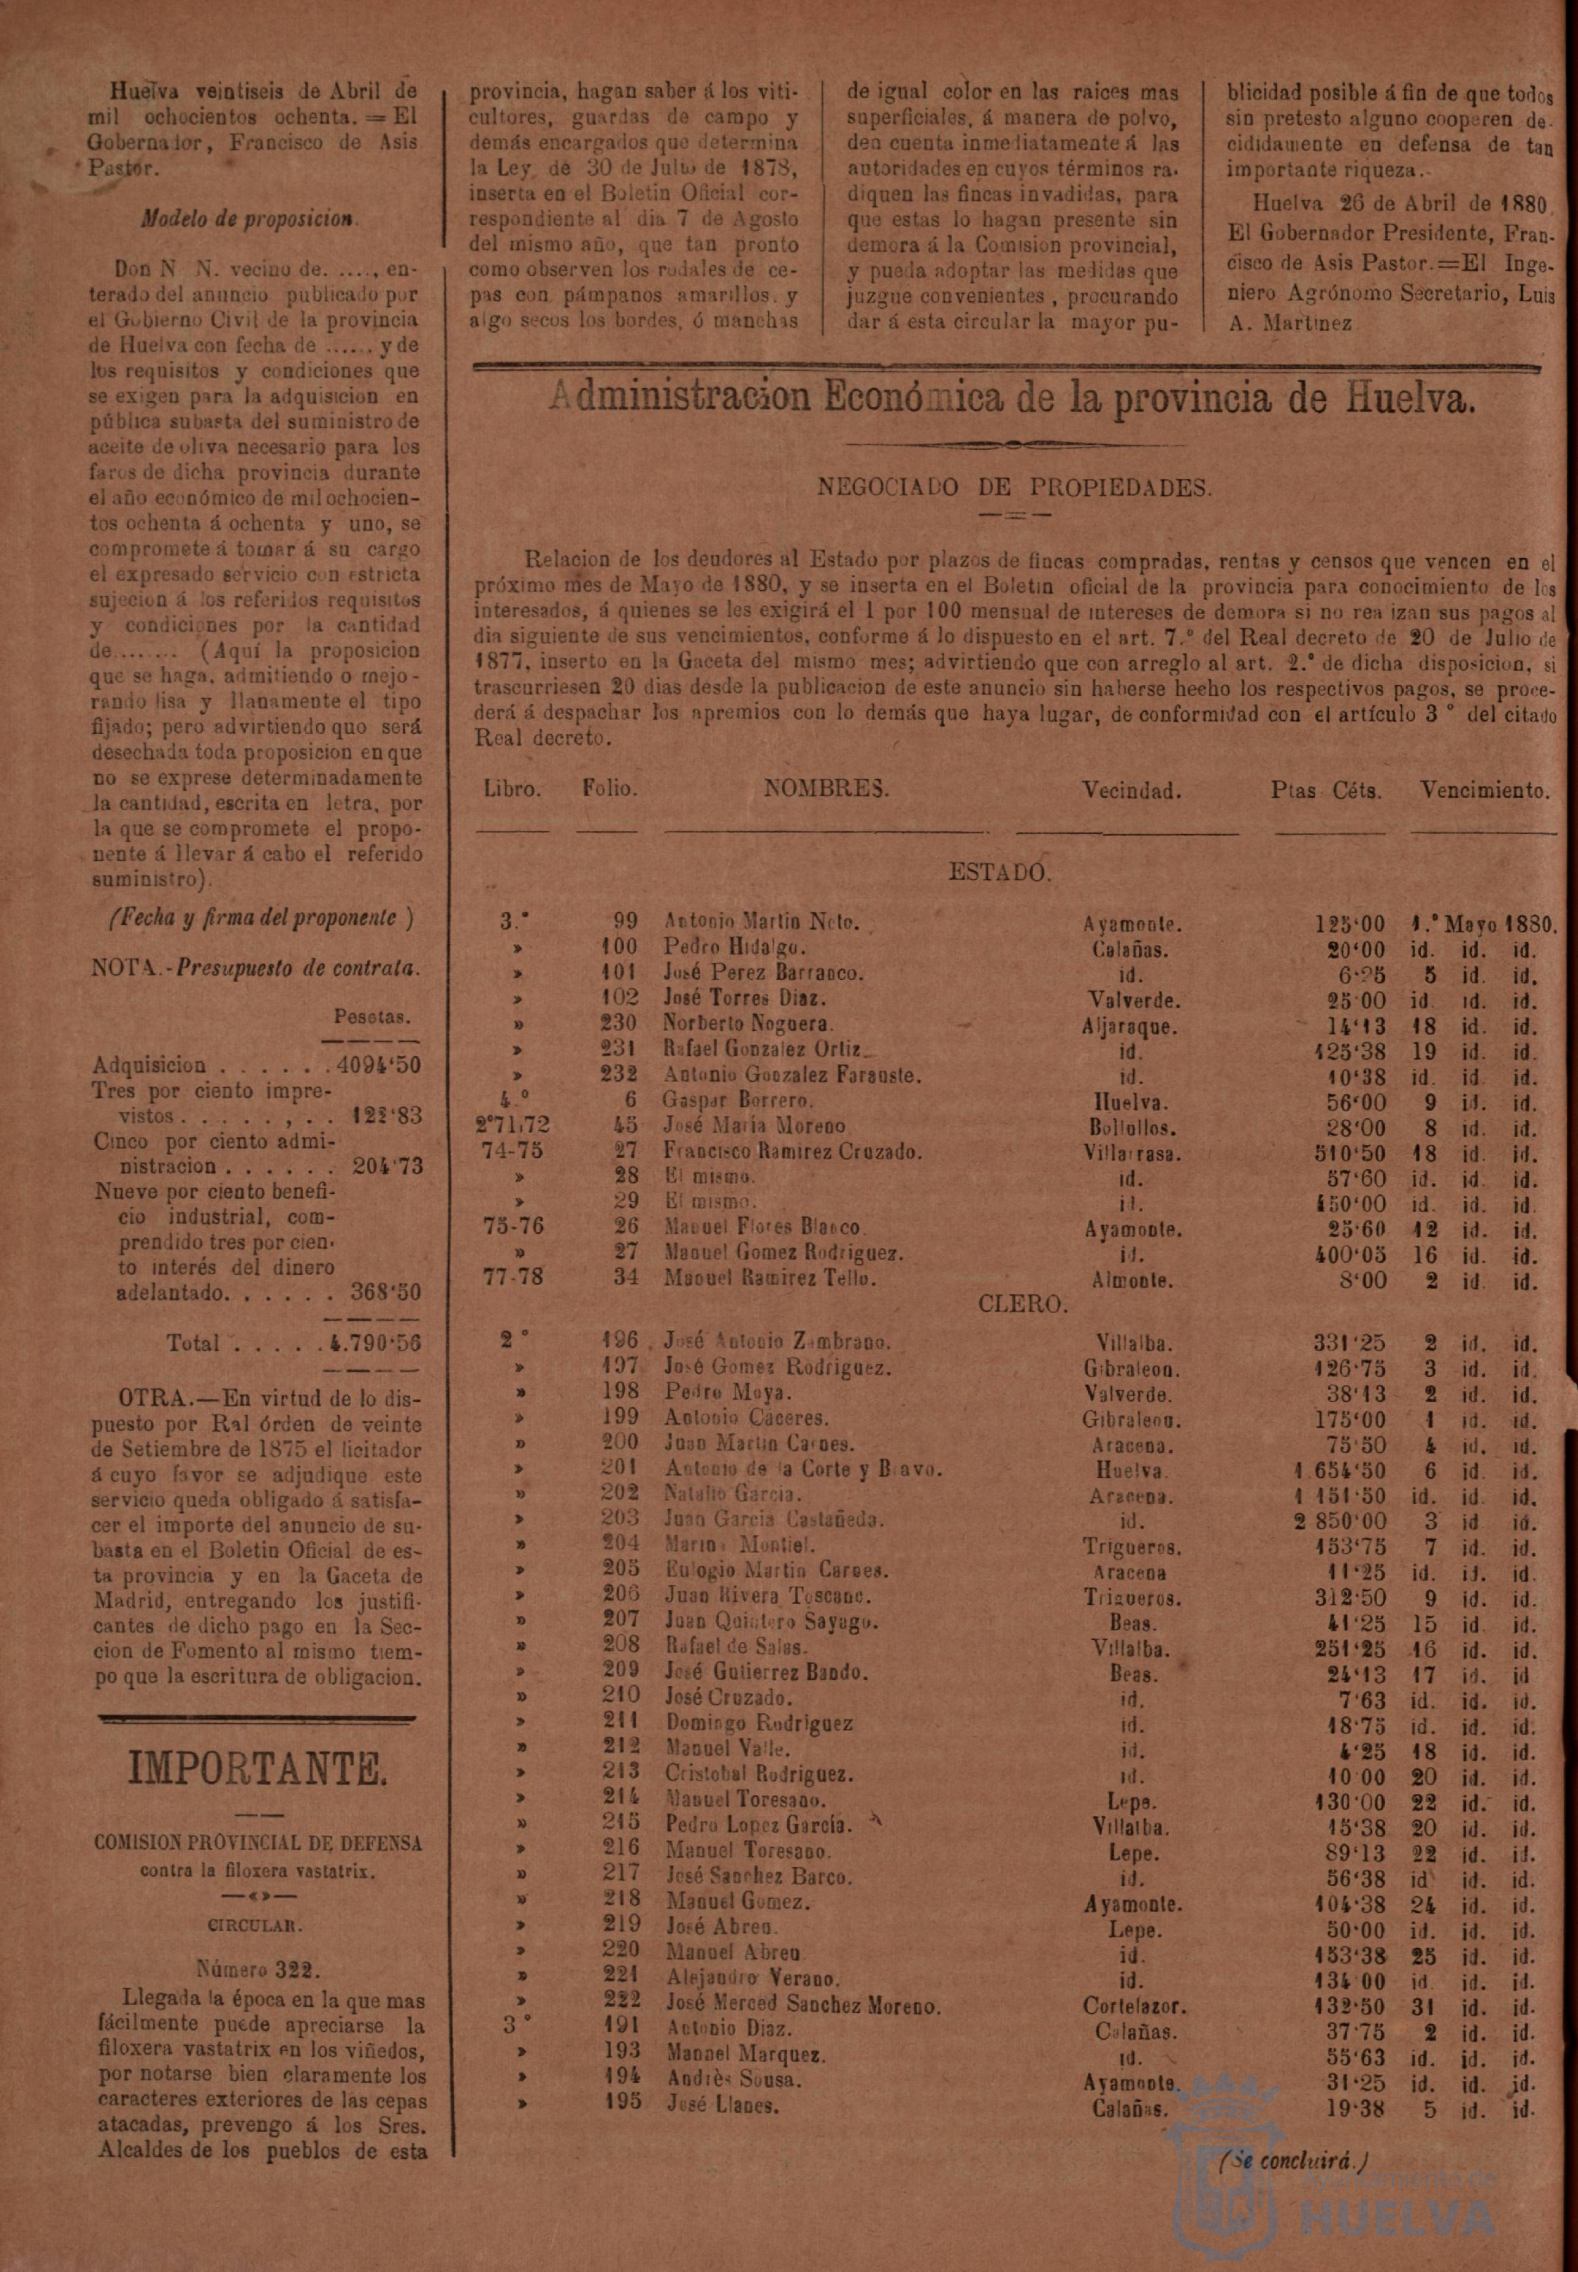 Huelva veintiseis de Abril de
mil ochocientos ochenta.=El
Gobernador, Francisco de Asis
Pastor.
Modelo de proposicion.
Don N. N. vecino de. ...., en-
terado del anuncio publicado por
el Gobierno Civil de la provincia
de Huelva con fecha de ...... y de
los requisitos y condiciones que
se exigen para la adquisicion en
pública subasta del suministro de
aceite de oliva necesario para los
faros de dicha provincia durante
el año económico de mil ochocien-
tos ochenta á ochenta y uno, se
compromete á tomar á su cargo
el expresado servicio con estricta
sujecion á los referidos requisitos
y condiciones por la cantidad
de........ (Aquí la proposicion
que se haga, admitiendo o mejo-
rando lisa y llanamente el tipo
fijado; pero advirtiendo quo será
desechada toda proposicion en que
no se exprese determinadamente
la cantidad, escrita en letra, por
la que se compromete el propo-
nente á llevar á cabo el referido
suministro).
(Fecha y firma del proponente)
NOTA.-Presupuesto de contrata.
Pesetas.
Adquisicion . . . . . . 4094'50
Tres por ciento impre-
vistos . . . . . , . . 122'83
Cinco por ciento admi-
nistracion . . . . . . 204'73
Nueve por ciento benefi-
cio industrial, com-
prendido tres por cien-
to interés del dinero
adelantado. . . . . . 368'50
Total . . . . . 4.790'56
OTRA.—En virtud de lo dis-
puesto por Ral órden de veinte
de Setiembre de 1875 el licitador
á cuyo favor se adjudique este
servicio queda obligado á satisfa-
cer el importe del anuncio de su-
basta en el Boletin Oficial de es-
ta provincia y en la Gaceta de
Madrid, entregando los justifi-
cantes de dicho pago en la Sec-
cion de Fomento al mismo tiem-
po que la escritura de obligacion.
IMPORTANTE.
COMISION PROVINCIAL DE DEFENSA
contra la filoxera vastatrix.
CIRCULAR.
Número 322.
Llegada la época en la que mas
fácilmente puede apreciarse la
filoxera vastatrix en los viñedos,
por notarse bien claramente los
caracteres exteriores de las cepas
atacadas, prevengo á los Sres.
Alcaldes de los pueblos de esta
provincia, hagan saber á los viti-
cultores, guardas de campo y
demás encargados que determina
la Ley de 30 de Julio de 1878,
inserta en el Boletin Oficial cor-
respondiente al dia 7 de Agosto
del mismo año, que tan pronto
como observen los rodales de ce-
pas con pámpanos amarillos, y
algo secos los bordes, ó manchas
de igual color en las raices mas
superficiales, á manera de polvo,
den cuenta inmediatamente á las
autoridades en cuyos términos ra-
diquen las fincas invadidas, para
que estas lo hagan presente sin
demora á la Comision provincial,
y pueda adoptar las medidas que
juzgue convenientes, procurando
dar á esta circular la mayor pu-
blicidad posible á fin de que todos
sin pretesto alguno cooperen de-
cididamente en defensa de tan
importante riqueza.
Huelva 26 de Abril de 1880.
El Gobernador Presidente, Fran-
cisco de Asis Pastor.=El Inge-
niero Agrónomo Secretario, Luis
A. Martinez
Administracion Económica de la provincia de Huelva.
NEGOCIADO DE PROPIEDADES.
Relacion de los deudores al Estado por plazos de fincas compradas, rentas y censos que vencen en el
próximo mes de Mayo de 1880, y se inserta en el Boletin oficial de la provincia para conocimiento de los
interesados, á quienes se les exigirá el 1 por 100 mensual de intereses de demora si no rea izan sus pagos al
dia siguiente de sus vencimientos, conforme á lo dispuesto en el art. 7.º del Real decreto de 20 de Julio de
1877, inserto en la Gaceta del mismo mes; advirtiendo que con arreglo al art. 2.º de dicha disposicion, si
trascurriesen 20 dias desde la publicacion de este anuncio sin haberse heeho los respectivos pagos, se proce-
derá á despachar los apremios con lo demás que haya lugar, de conformidad con el artículo 3º del citado
Real decreto.
Libro. Folio. NOMBRES. Vecindad. Ptas Céts. Vencimiento.
ESTADO.
3.º 99 Antonio Martin Neto. Ayamonte. 125'00 1.º Mayo 1880.
» 100 Pedro Hidalgo. Calañas. 20'00 id. id. id.
» 101 José Perez Barranco. id. 6'25 5 id. id.
» 102 José Torres Diaz. Valverde. 25'00 id. id. id.
» 230 Norberto Noguera. Aljaraque. 14'13 18 id. id.
» 231 Rafael Gonzalez Ortiz. id. 125'38 19 id. id.
» 232 Antonio Gonzalez Farauste. id. 10'38 id. id. id.
4.º 6 Gaspar Borrero. Huelva. 56'00 9 id. id.
2º 71,72 45 José María Moreno. Bollullos. 28'00 8 id. id.
74-75 27 Francisco Ramirez Cruzado. Villarrasa. 510'50 18 id. id.
» 28 El mismo. id. 57'60 id. id. id.
» 29 El mismo. id. 450'00 id. id. id.
75-76 26 Manuel Flores Blanco. Ayamonte. 25'60 12 id. id.
» 27 Manuel Gomez Rodriguez. id. 400'05 16 id. id.
77-78 34 Manuel Ramirez Tello. Almonte. 8'00 2 id. id.
CLERO.
2º 196 José Antonio Zambrano. Villalba. 331'25 2 id. id.
» 197 José Gomez Rodriguez. Gibraleon. 126'75 3 id. id.
» 198 Pedro Moya. Valverde. 38'13 2 id. id.
» 199 Antonio Caceres. Gibraleon. 175'00 1 id. id.
» 200 Juan Martin Carnes. Aracena. 75'50 4 id. id.
» 201 Antonio de la Corte y Bravo. Huelva. 1.654'50 6 id. id.
» 202 Natalio Garcia. Aracena. 1 151'50 id. id. id.
» 203 Juan Garcia Castañeda. id. 2 850'00 3 id id.
» 204 Montiel. Trigueros. 153'75 7 id. id.
» 205 Eulogio Martin Carnes. Aracena 11'25 id. id. id.
» 206 Juan Rivera Toscano. Trigueros. 312'50 9 id. id.
» 207 Juan Quintero Sayago. Beas. 41'25 15 id. id.
» 208 Rafael de Salas. Villalba. 251'25 16 id. id.
» 209 José Gutierrez Bando. Beas. 24'13 17 id. id
» 210 José Cruzado. id. 7'63 id. id. id.
» 211 Domingo Rodriguez id. 18'75 id. id. id.
» 212 Manuel Valle. id. 4'25 18 id. id.
» 213 Cristobal Rodriguez. id. 10'00 20 id. id.
» 214 Manuel Toresano. Lepe. 130'00 22 id. id.
» 215 Pedro Lopez García. Villalba. 15'38 20 id. id.
» 216 Manuel Toresano. Lepe. 89'13 22 id. id.
» 217 José Sanchez Barco. id. 56'38 id id. id.
» 218 Manuel Gomez. Ayamonte. 104'38 24 id. id.
» 219 José Abreu. Lepe. 50'00 id. id. id.
» 220 Manuel Abreu id. 153'38 25 id. id.
» 221 Alejandro Verano. id. 134'00 id. id. id.
» 222 José Merced Sanchez Moreno. Cortelazor. 132'50 31 id. id.
3º 191 Antonio Diaz. Calañas. 37'75 2 id. id.
» 193 Manuel Marquez. id. 55'63 id. id. id.
» 194 Andrès Sousa. Ayamonte. 31'25 id. id. id.
» 195 José Llanes. Calañas. 19'38 5 id. id.
(Se concluirá.)
Ayuntamiento de
HUELVA